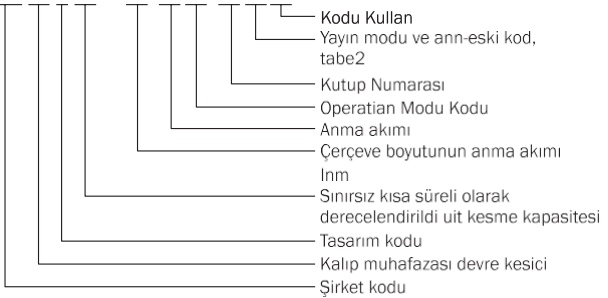 Kodu Kullan
Yayın modu ve ann-eski kod,
tabe2
Kutup Numarası
Operatian Modu Kodu
Anma akımı
Çerçeve boyutunun anma akımı
Inm
Sınırsız kısa süreli olarak
derecelendirildi uit kesme kapasitesi
Tasarım kodu
Kalıp muhafazası devre kesici
Şirket kodu